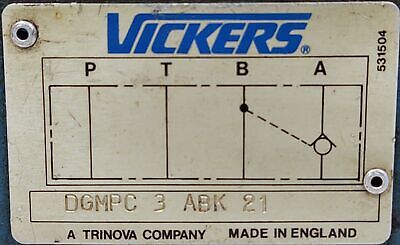 VICKERS®
P T B A
531504
DGMPC 3 ABK 21
A TRINOVA COMPANY MADE IN ENGLAND